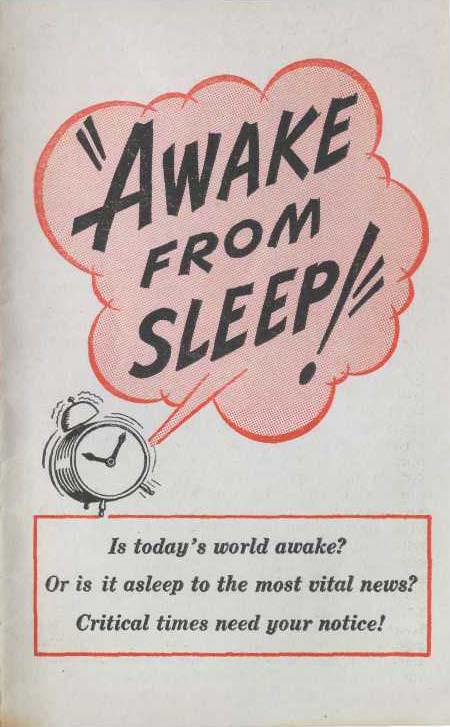 "AWAKE
FROM
SLEEP!"
Is today's world awake?
Or is it asleep to the most vital news?
Critical times need your notice!